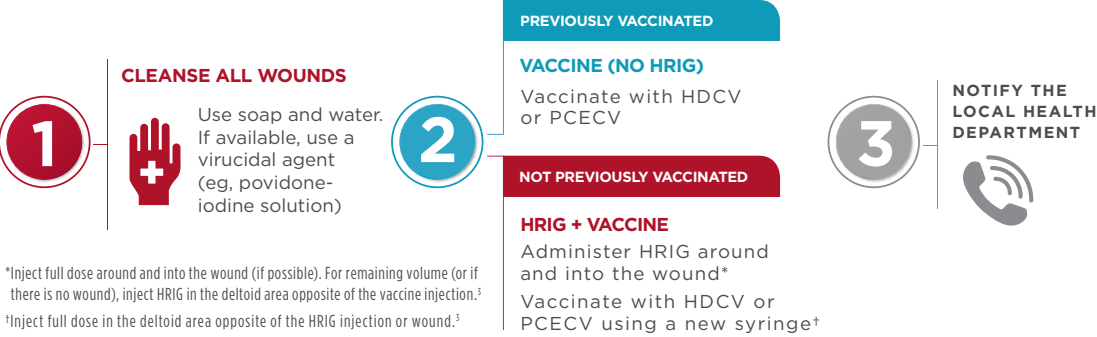 1
CLEANSE ALL WOUNDS
Use soap and water.
If available, use a
virucidal agent
(eg, povidone-
iodine solution)
2
PREVIOUSLY VACCINATED
VACCINE (NO HRIG)
Vaccinate with HDCV
or PCECV
NOT PREVIOUSLY VACCINATED
HRIG + VACCINE
Administer HRIG around
and into the wound*
Vaccinate with HDCV or
PCECV using a new syringe†
3
NOTIFY THE
LOCAL HEALTH
DEPARTMENT
*Inject full dose around and into the wound (if possible). For remaining volume (or if
there is no wound), inject HRIG in the deltoid area opposite of the vaccine injection.³
†Inject full dose in the deltoid area opposite of the HRIG injection or wound.³